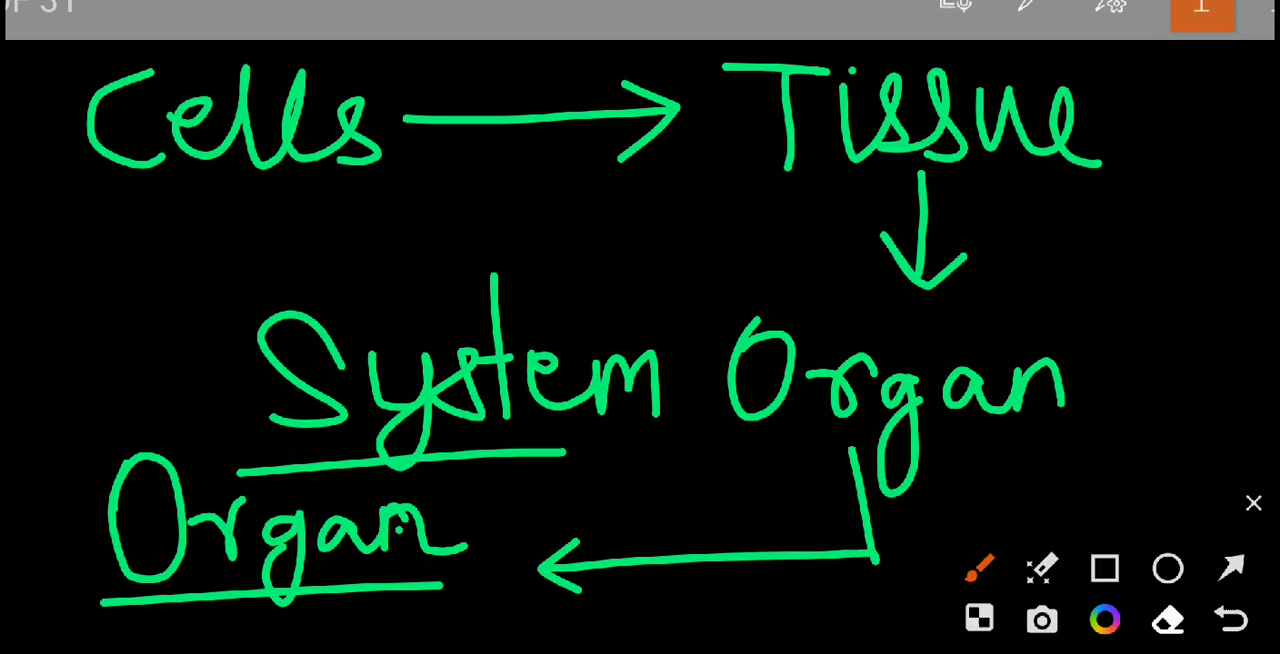 Cells → Tissue
System Organ
Organ